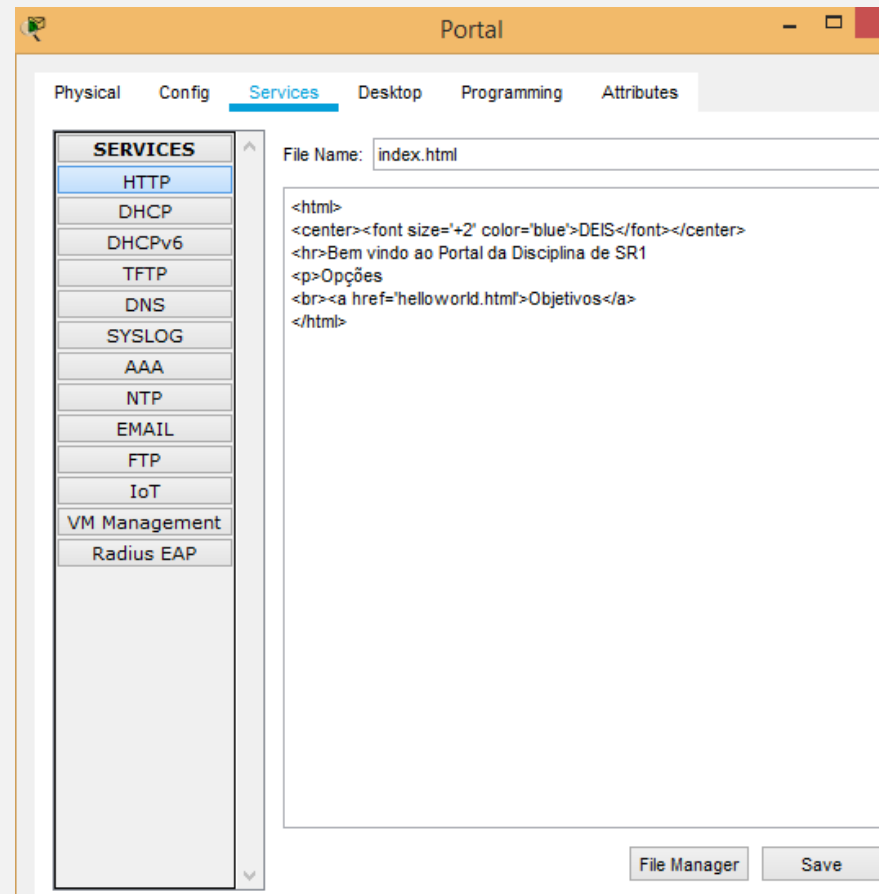 Portal
Physical Config Services Desktop Programming Attributes
SERVICES
HTTP
DHCP
DHCPv6
TFTP
DNS
SYSLOG
AAA
NTP
EMAIL
FTP
IoT
VM Management
Radius EAP
File Name: index.html
<html>
<center><font size='+2' color='blue'>DEIS</font></center>
<hr>Bem vindo ao Portal da Disciplina de SR1
<p>Opções
<br><a href='helloworld.html'>Objetivos</a>
</html>
File Manager Save